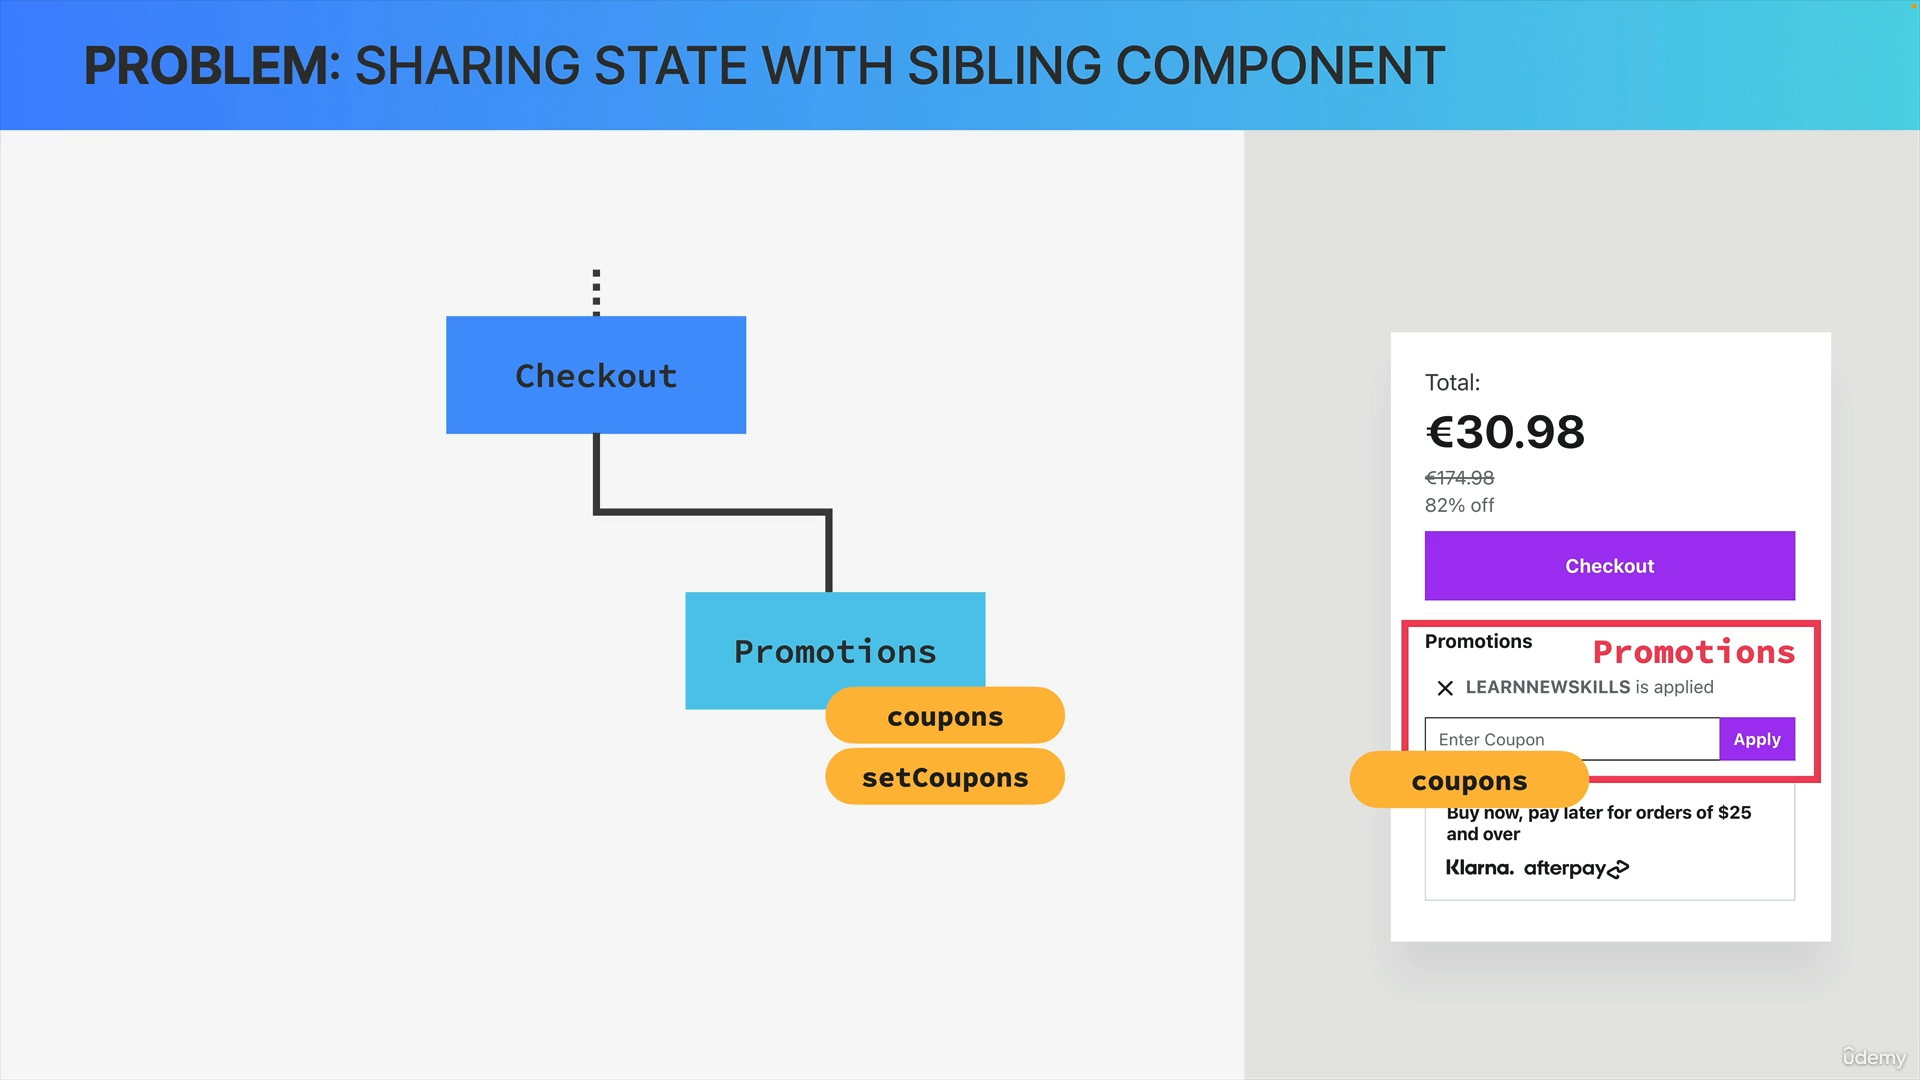 PROBLEM: SHARING STATE WITH SIBLING COMPONENT
Checkout
Promotions
coupons
setCoupons
Total:
€30.98
€174.98
82% off
Checkout
Promotions
Promotions
LEARNNEWSKILLS is applied
Enter Coupon
Apply
coupons
Buy now, pay later for orders of $25
and over
Klarna. afterpay
ûdemy